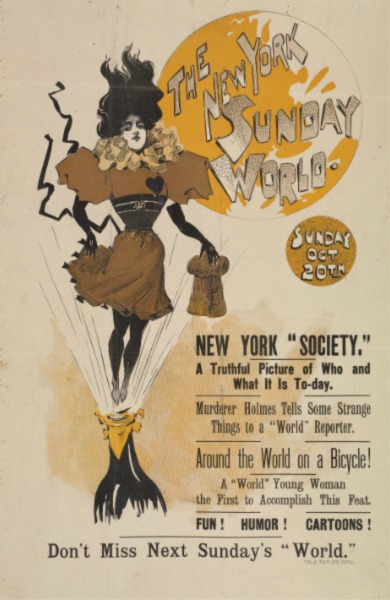 THE
NEW YORK
SUNDAY
WORLD.
SUNDAY
OCT
20TH
NEW YORK "SOCIETY."
A Truthful Picture of Who and
What It Is To-day.
Murderer Holmes Tells Some Strange
Things to a "World" Reporter.
Around the World on a Bicycle!
A "World" Young Woman
the First to Accomplish This Feat.
FUN! HUMOR! CARTOONS!
Don't Miss Next Sunday's "World."